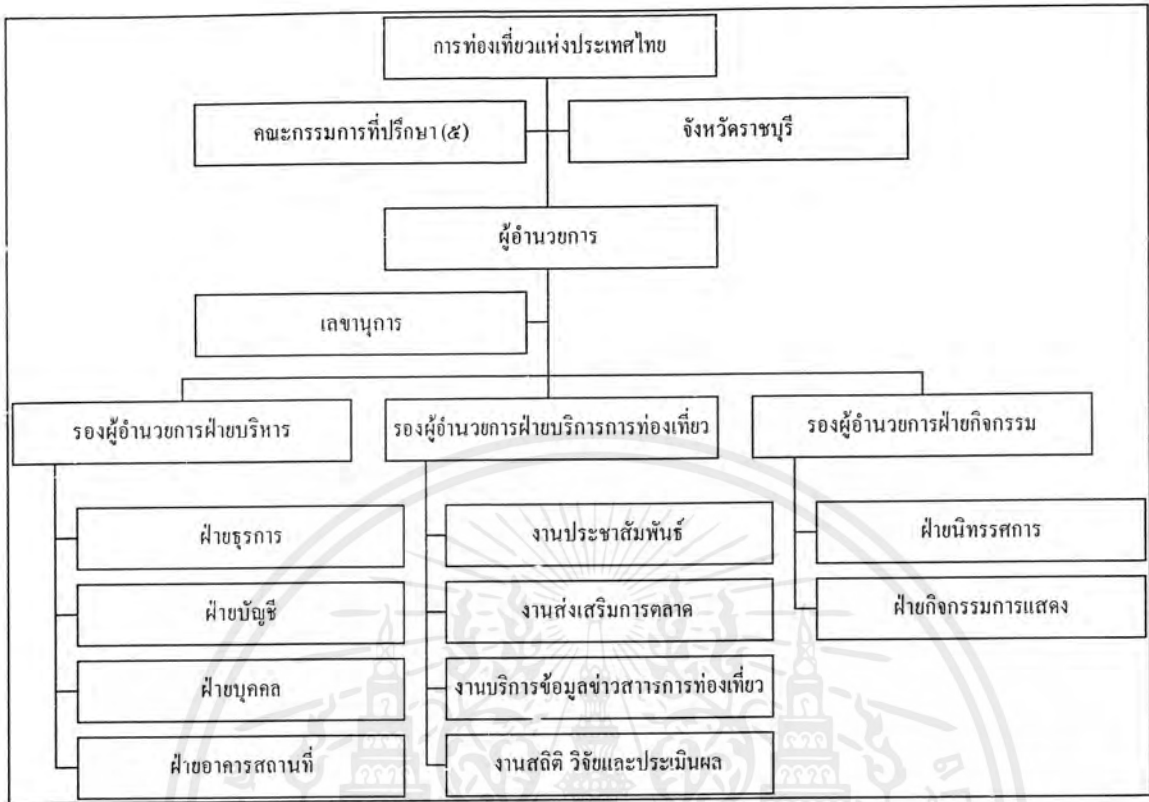 การท่องเที่ยวแห่งประเทศไทย
คณะกรรมการที่ปรึกษา (๕)
จังหวัดราชบุรี
ผู้อำนวยการ
เลขานุการ
รองผู้อำนวยการฝ่ายบริหาร
รองผู้อำนวยการฝ่ายบริการการท่องเที่ยว
รองผู้อำนวยการฝ่ายกิจกรรม
ฝ่ายธุรการ
ฝ่ายบัญชี
ฝ่ายบุคคล
ฝ่ายอาคารสถานที่
งานประชาสัมพันธ์
งานส่งเสริมการตลาด
งานบริการข้อมูลข่าวสาารการท่องเที่ยว
งานสถิติ วิจัยและประเมินผล
ฝ่ายนิทรรศการ
ฝ่ายกิจกรรมการแสดง